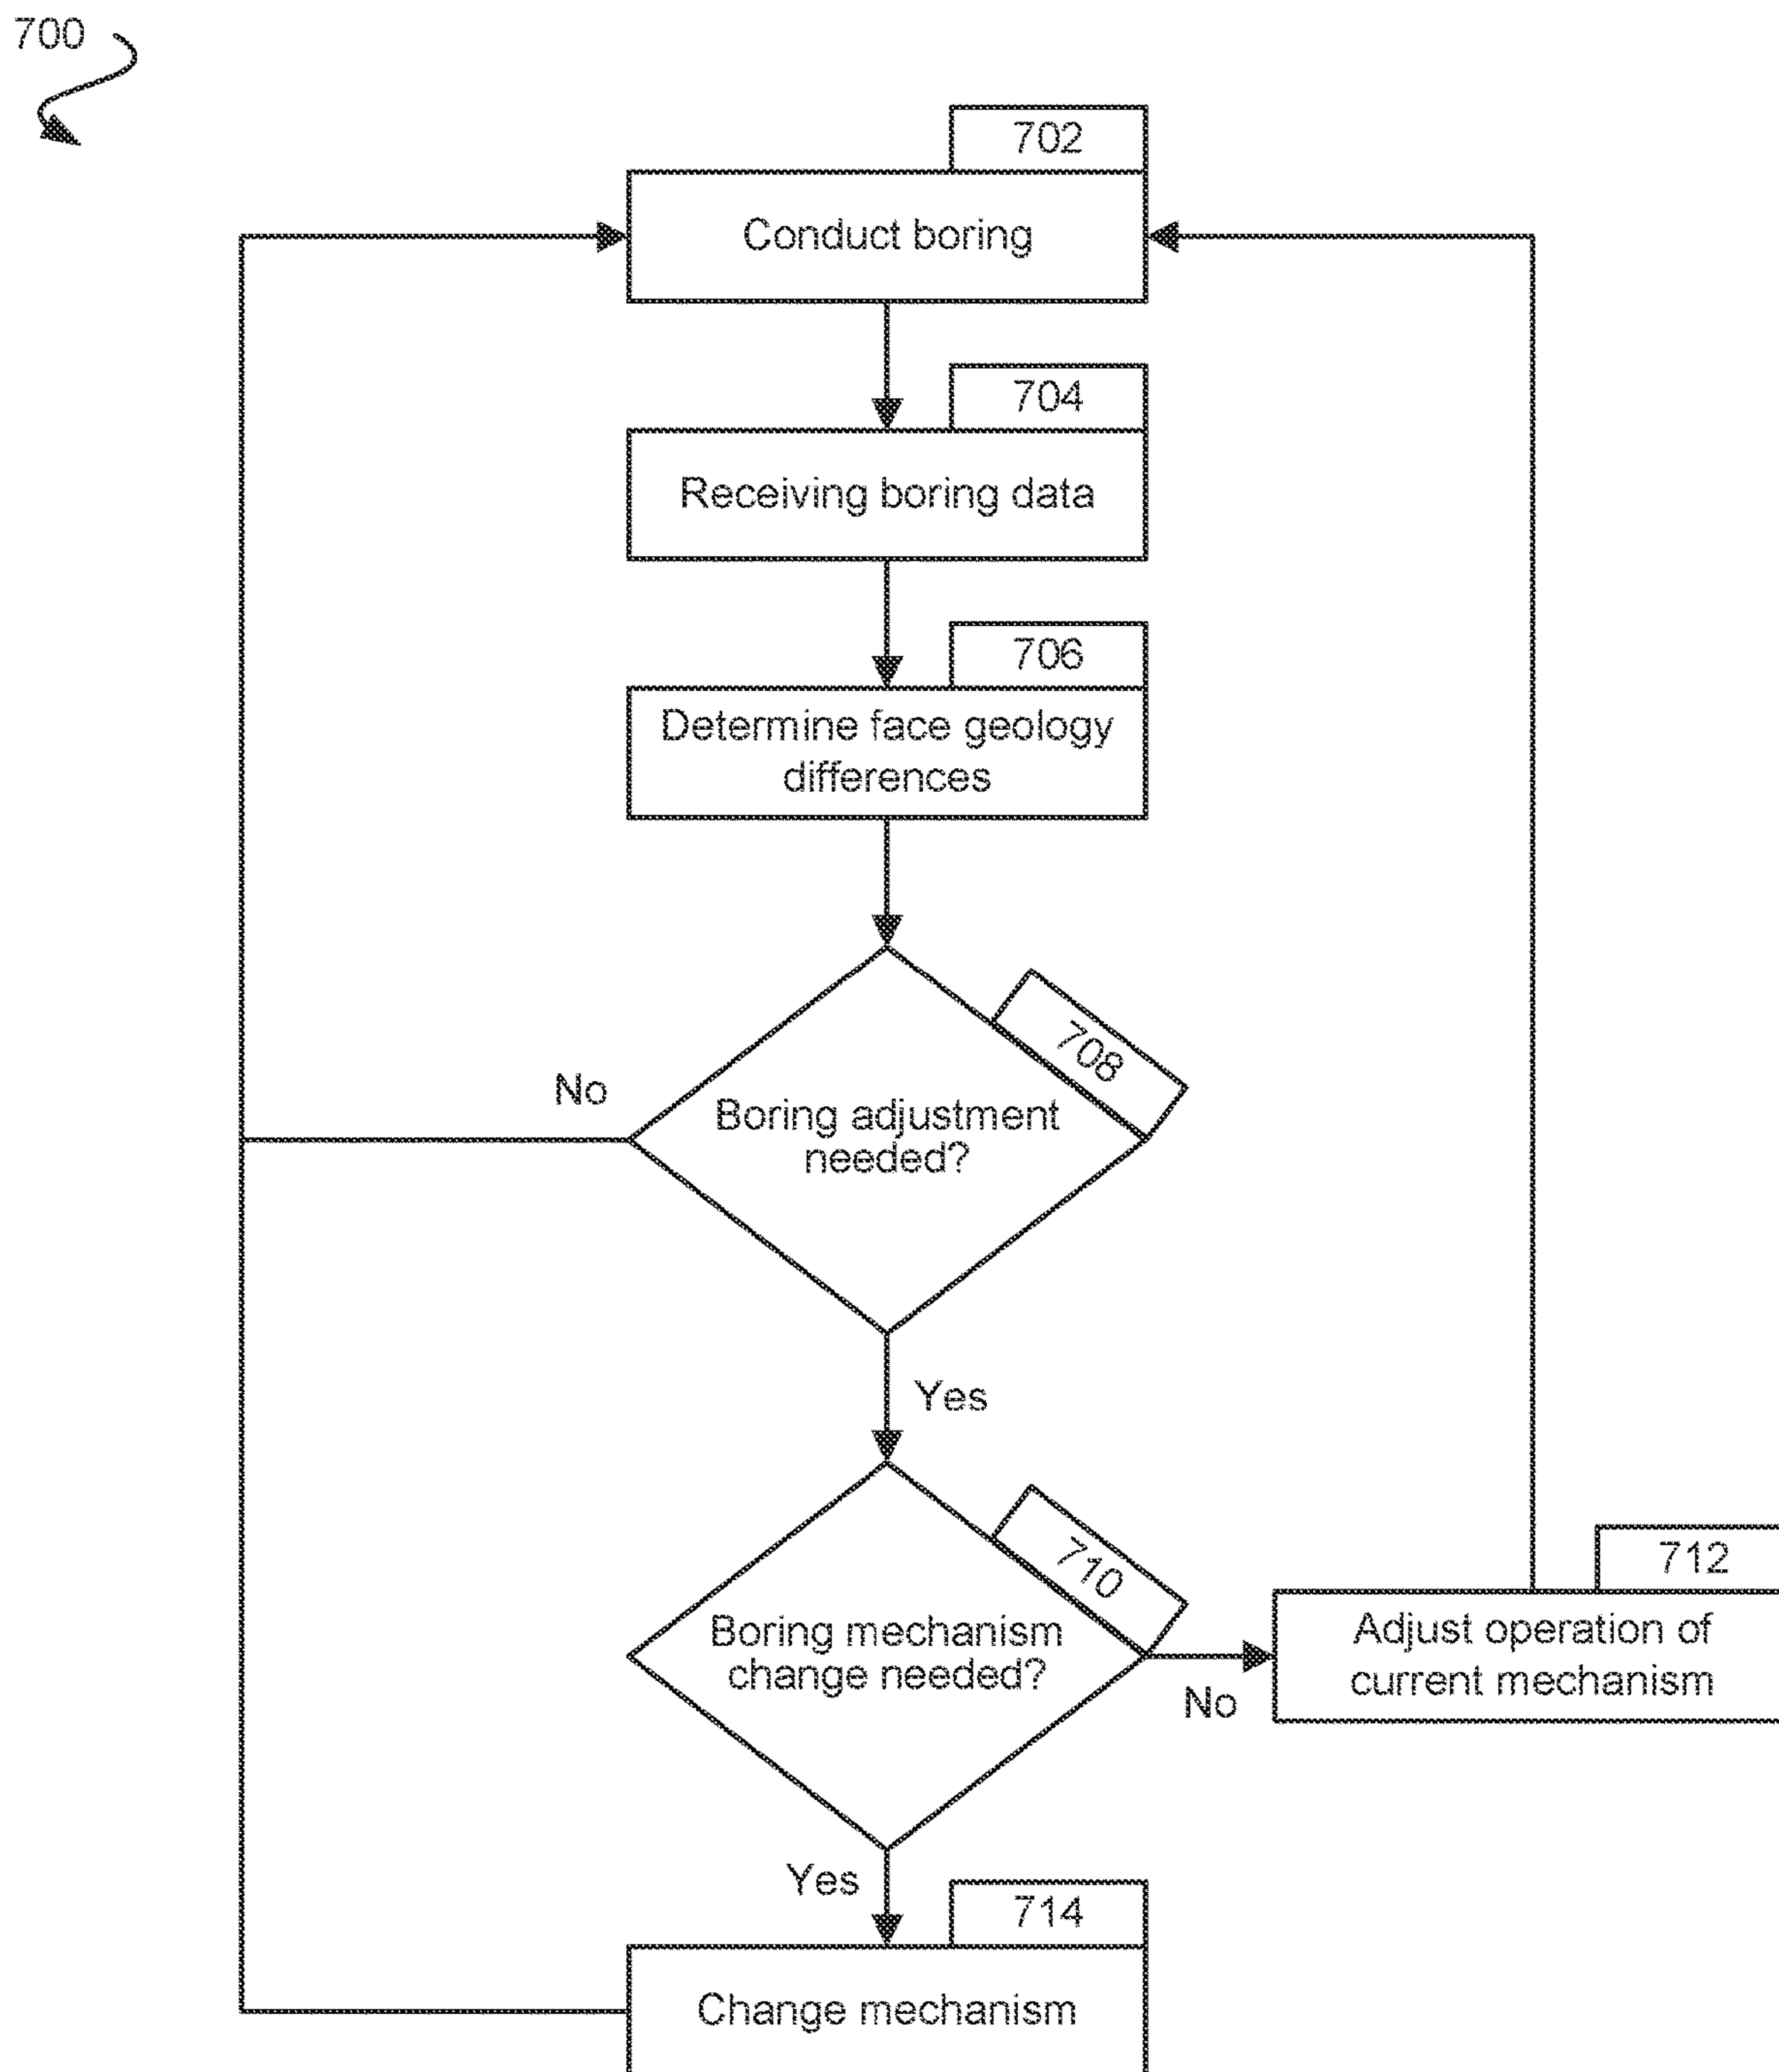 700
702
Conduct boring
704
Receiving boring data
706
Determine face geology
differences
708
No
Boring adjustment
needed?
Yes
710
Boring mechanism
change needed?
No
712
Adjust operation of
current mechanism
Yes
714
Change mechanism